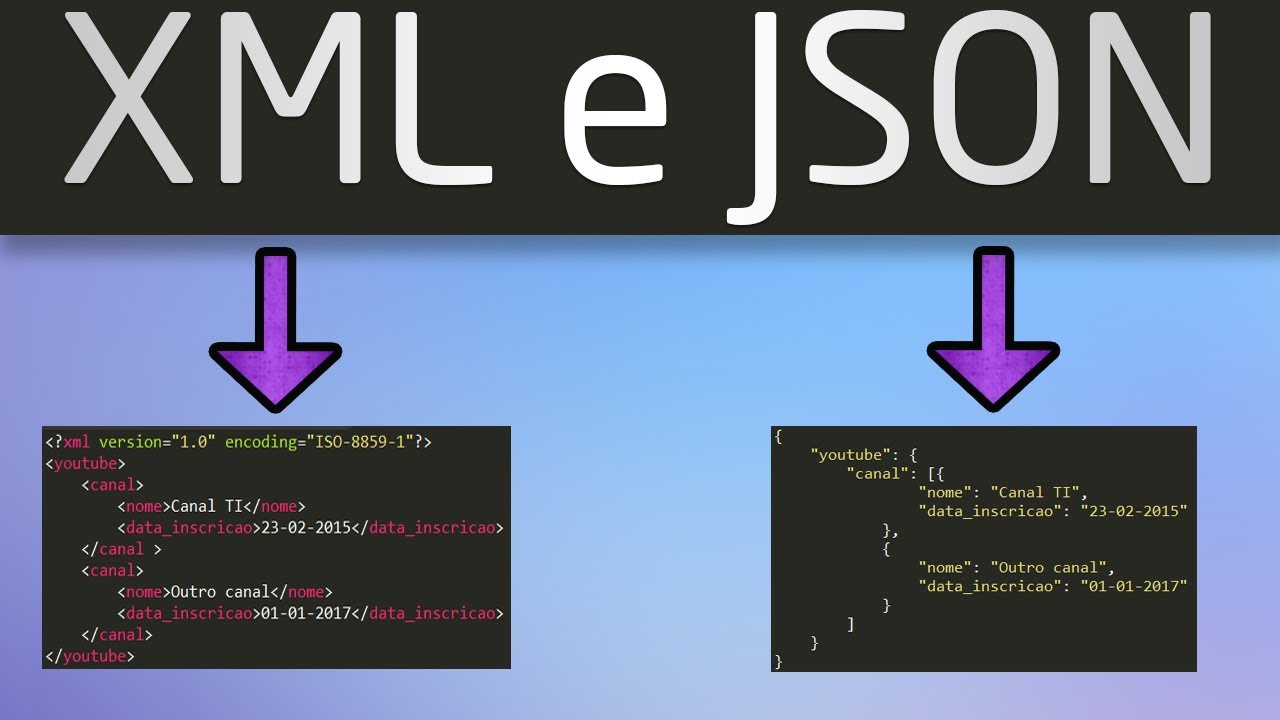 XML e JSON
<?xml version="1.0" encoding="ISO-8859-1"?>
<youtube>
    <canal>
        <nome>Canal TI</nome>
        <data_inscricao>23-02-2015</data_inscricao>
    </canal >
    <canal>
        <nome>Outro canal</nome>
        <data_inscricao>01-01-2017</data_inscricao>
    </canal>
</youtube>
{
    "youtube": {
        "canal": [{
                "nome": "Canal TI",
                "data_inscricao": "23-02-2015"
            },
            {
                "nome": "Outro canal",
                "data_inscricao": "01-01-2017"
            }
        ]
    }
}